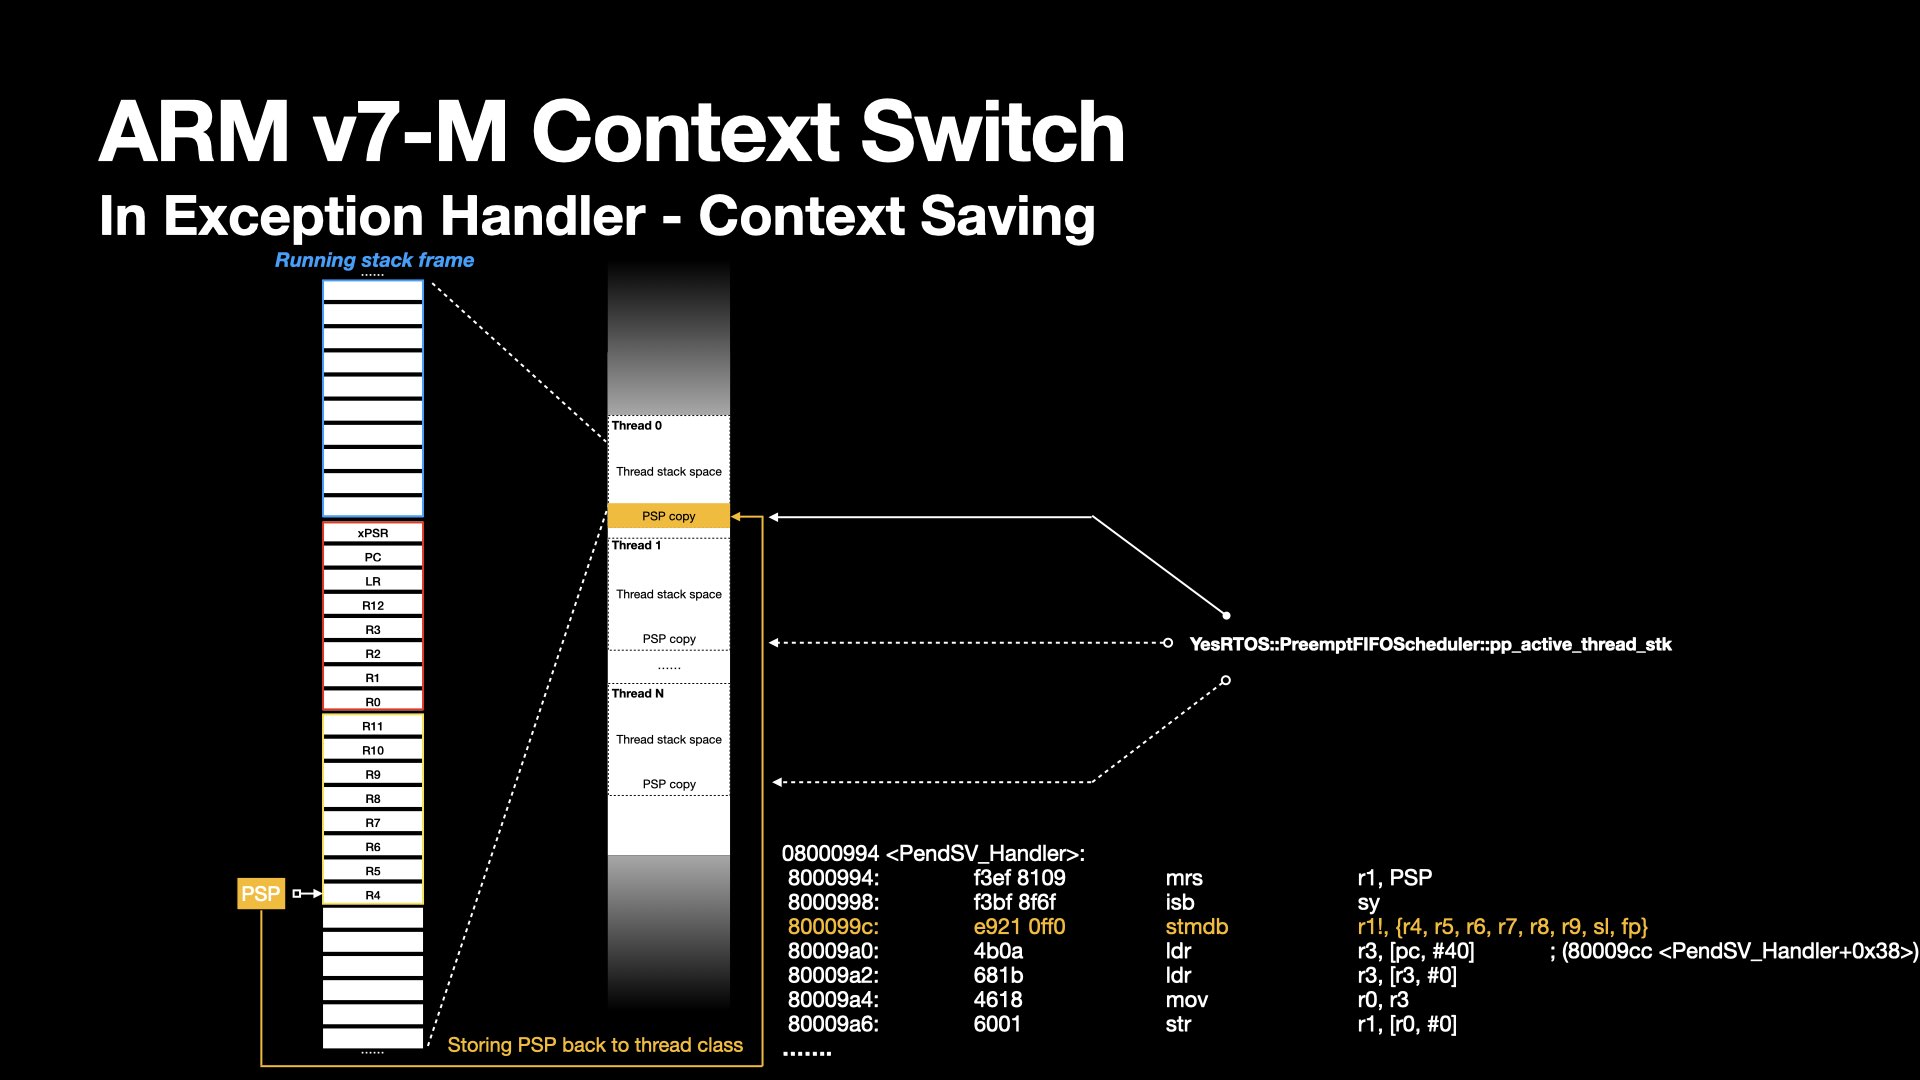 ARM v7-M Context Switch
In Exception Handler - Context Saving
Running stack frame
......
xPSR
PC
LR
R12
R3
R2
R1
R0
R11
R10
R9
R8
R7
R6
R5
R4
PSP
......
Thread 0
Thread stack space
PSP copy
Thread 1
Thread stack space
PSP copy
......
Thread N
Thread stack space
PSP copy
Storing PSP back to thread class
YesRTOS::PreemptFIFOScheduler::pp_active_thread_stk
08000994 <PendSV_Handler>:
8000994: f3ef 8109 mrs r1, PSP
8000998: f3bf 8f6f isb sy
800099c: e921 0ff0 stmdb r1!, {r4, r5, r6, r7, r8, r9, sl, fp}
80009a0: 4b0a ldr r3, [pc, #40] ; (80009cc <PendSV_Handler+0x38>)
80009a2: 681b ldr r3, [r3, #0]
80009a4: 4618 mov r0, r3
80009a6: 6001 str r1, [r0, #0]
.......